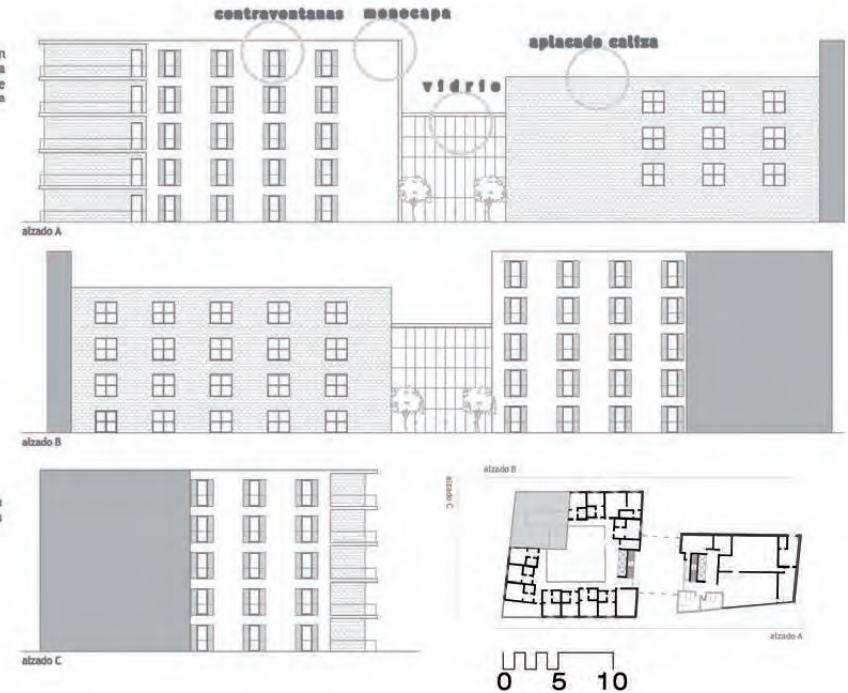 contraventanas monocapa
aplacado caliza
vidrio
n
a
e
a
alzado A
alzado B
alzado B
alzado C
a
alzado A
alzado C
0 5 10